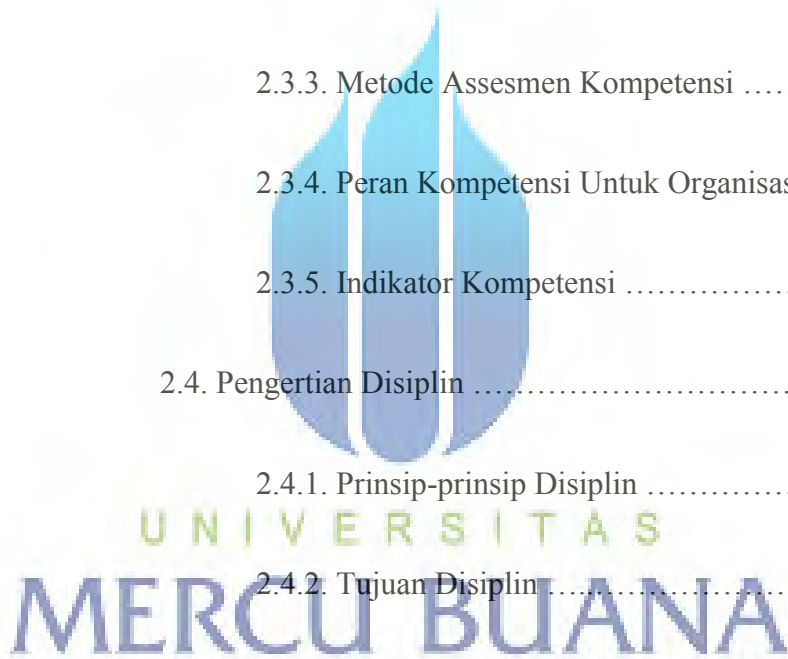 2.3.3. Metode Assesmen Kompetensi ….
2.3.4. Peran Kompetensi Untuk Organisas
2.3.5. Indikator Kompetensi ………………
2.4. Pengertian Disiplin ……………………………
2.4.1. Prinsip-prinsip Disiplin ……………
UNIVERSITAS
2.4.2. Tujuan Disiplin ………………………
MERCU BUANA